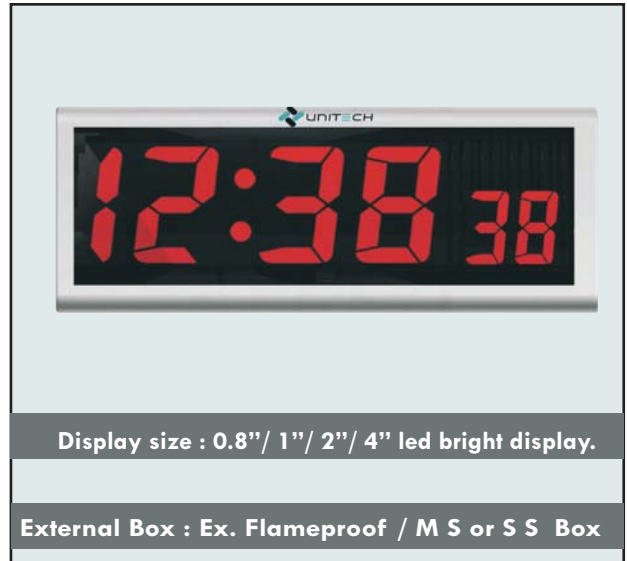 UNITECH
12:38 38
Display size : 0.8”/ 1”/ 2”/ 4” led bright display.
External Box : Ex. Flameproof / M S or S S Box